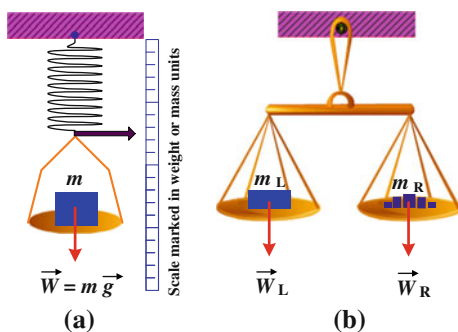 m
Scale marked in weight or mass units
W = m g
(a)
m L
m R
W L
W R
(b)